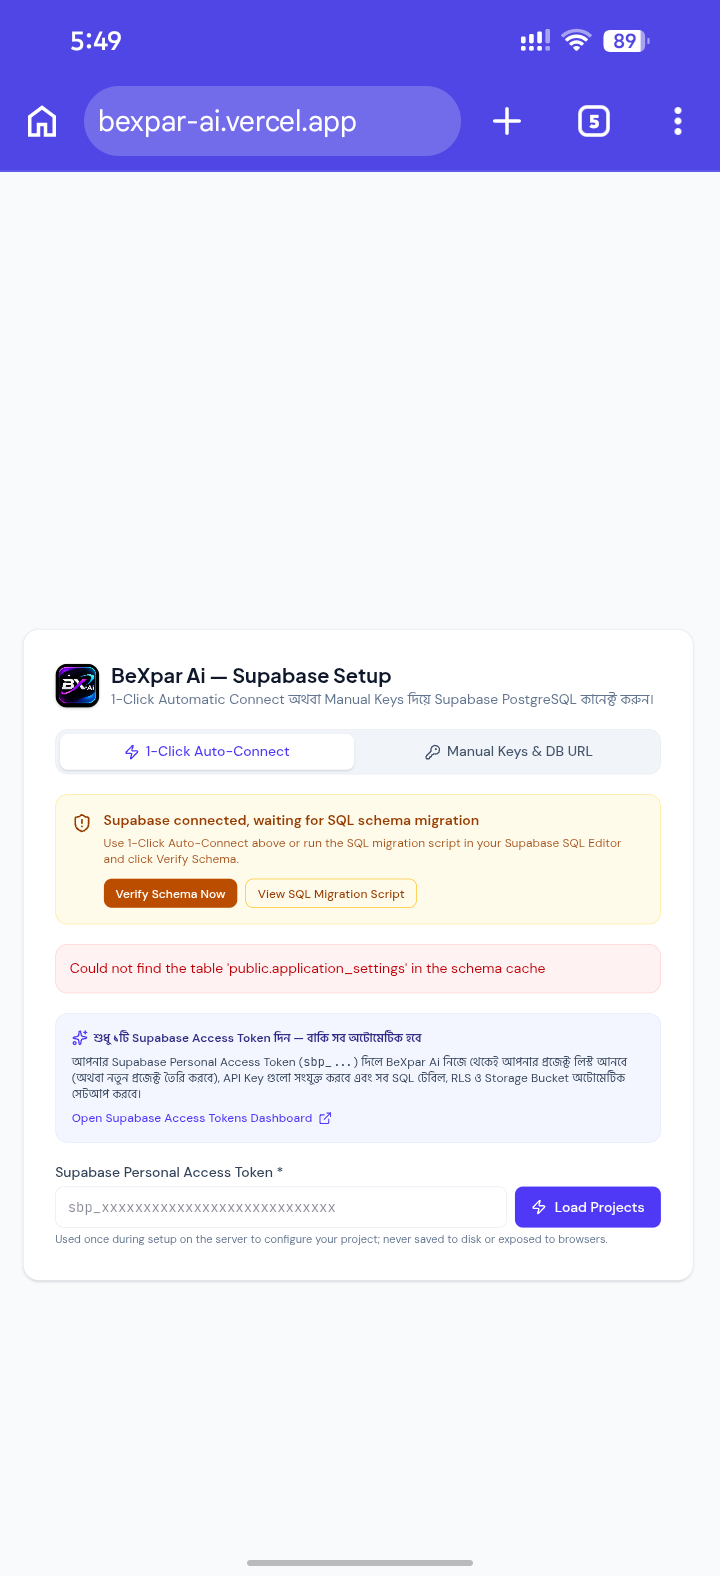 5:49
89
bexpar-ai.vercel.app
5
BX Ai
BeXpar Ai — Supabase Setup
1-Click Automatic Connect অথবা Manual Keys দিয়ে Supabase PostgreSQL কানেক্ট করুন।
1-Click Auto-Connect
Manual Keys & DB URL
Supabase connected, waiting for SQL schema migration
Use 1-Click Auto-Connect above or run the SQL migration script in your Supabase SQL Editor
and click Verify Schema.
Verify Schema Now
View SQL Migration Script
Could not find the table 'public.application_settings' in the schema cache
শুধু ১টি Supabase Access Token দিন — বাকি সব অটোমেটিক হবে
আপনার Supabase Personal Access Token (sbp_...) দিলে BeXpar Ai নিজে থেকেই আপনার প্রজেক্ট লিস্ট আনবে
(অথবা নতুন প্রজেক্ট তৈরি করবে), API Key গুলো সংযুক্ত করবে এবং সব SQL টেবিল, RLS ও Storage Bucket অটোমেটিক
সেটআপ করবে।
Open Supabase Access Tokens Dashboard
Supabase Personal Access Token *
sbp_xxxxxxxxxxxxxxxxxxxxxxxxxxxx
Load Projects
Used once during setup on the server to configure your project; never saved to disk or exposed to browsers.